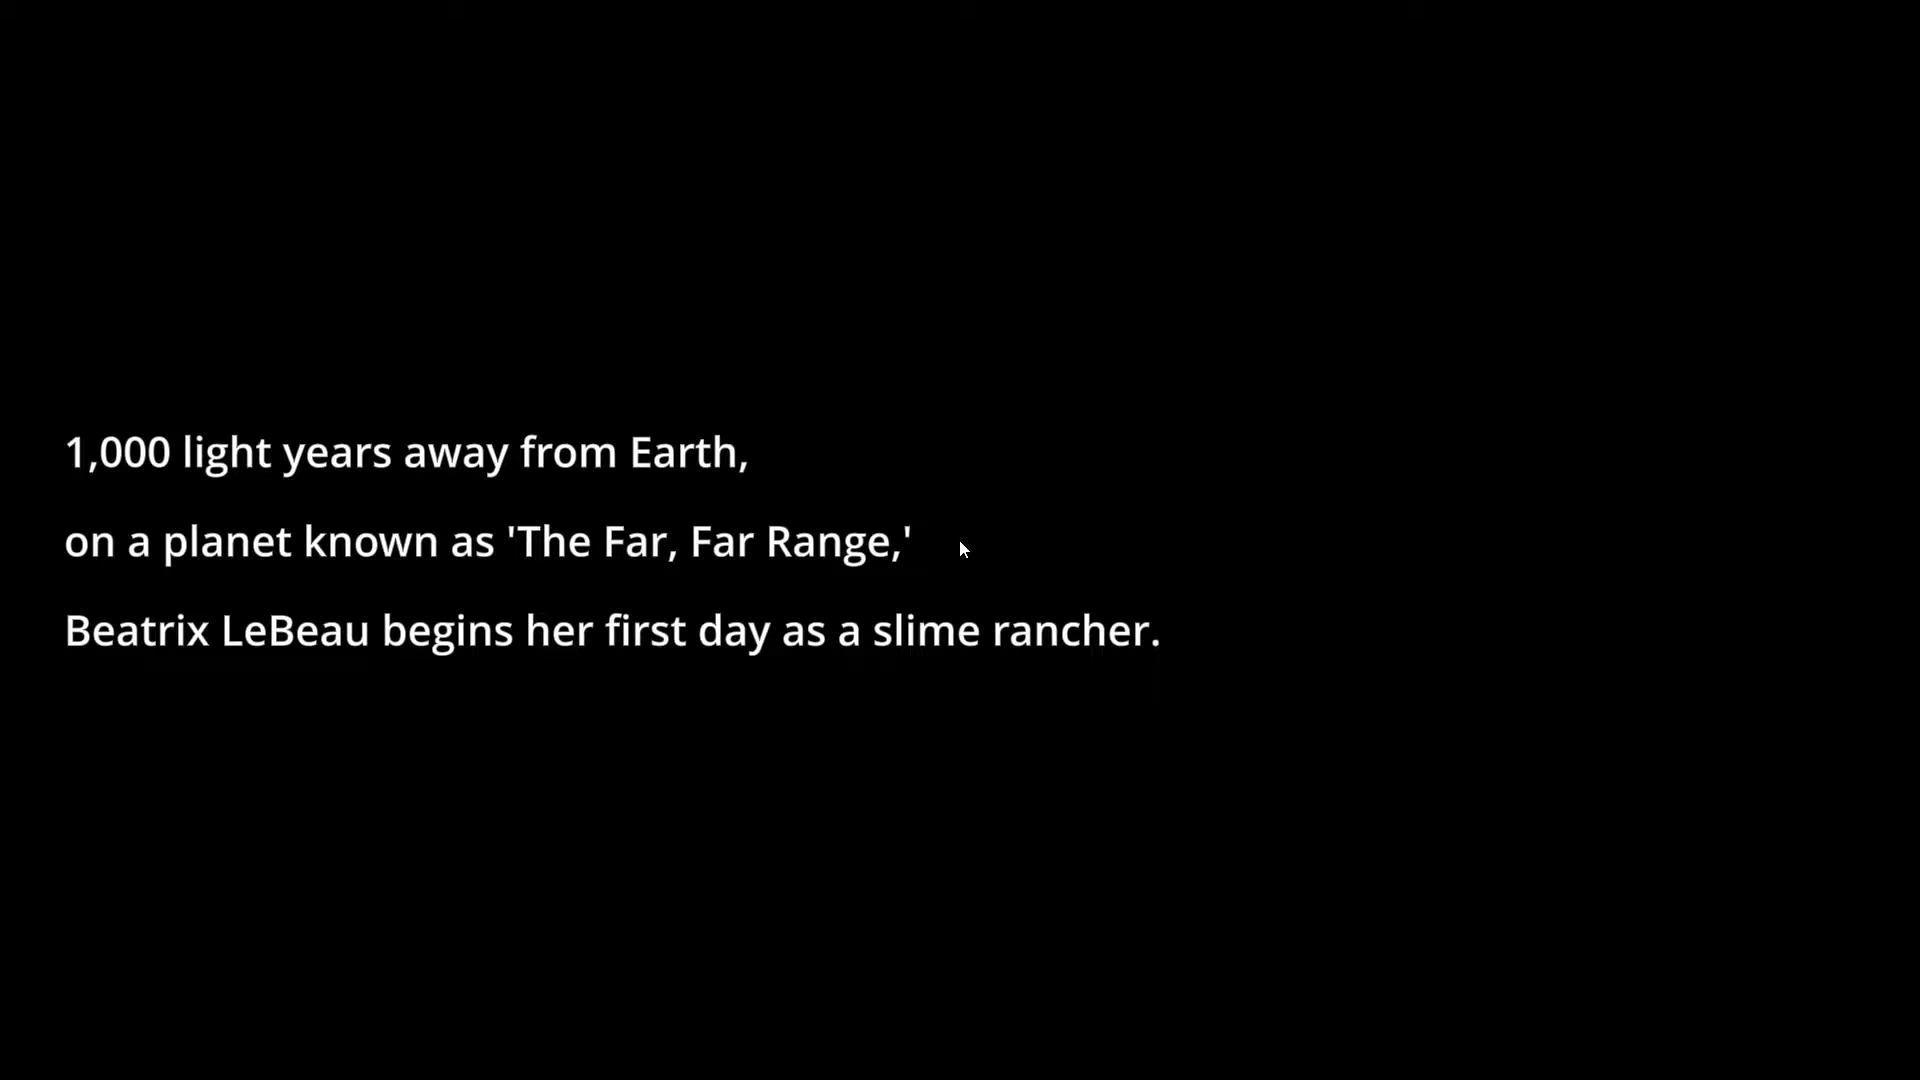 1,000 light years away from Earth,
on a planet known as 'The Far, Far Range,'
Beatrix LeBeau begins her first day as a slime rancher.